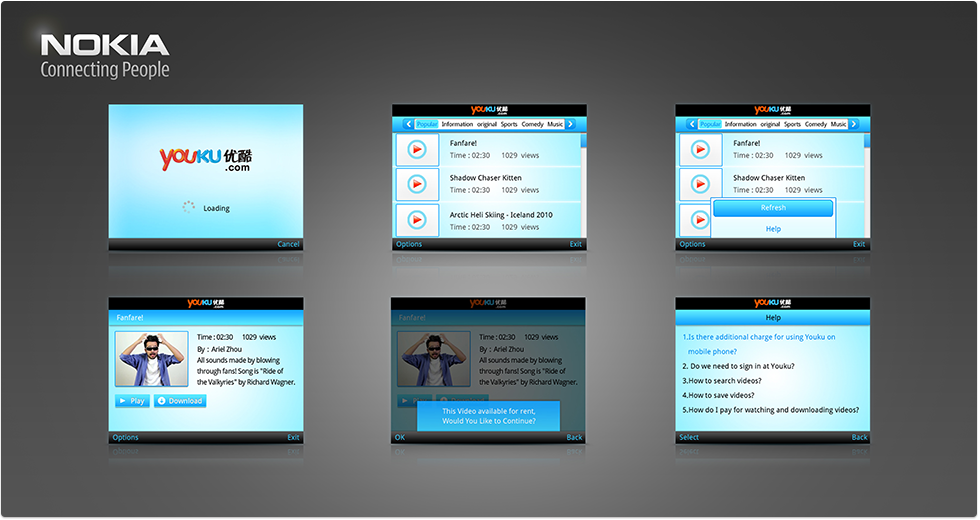 NOKIA
Connecting People
YOUKU 优酷
.com
Loading
Cancel
YOUKU 优酷
.com
Popular Information original Sports Comedy Music
Fanfare!
Time : 02:30 1029 views
Shadow Chaser Kitten
Time : 02:30 1029 views
Arctic Heli Skiing - Iceland 2010
Time : 02:30 1029 views
Options Exit
YOUKU 优酷
.com
Popular Information original Sports Comedy Music
Fanfare!
Time : 02:30 1029 views
Shadow Chaser Kitten
Time : 02:30 1029 views
Refresh
Help
Options Exit
YOUKU 优酷
.com
Fanfare!
Time : 02:30 1029 views
By : Ariel Zhou
All sounds made by blowing
through fans! Song is "Ride of
the Valkyries" by Richard Wagner.
Play Download
Options Exit
YOUKU 优酷
.com
Fanfare!
Time : 02:30 1029 views
By : Ariel Zhou
All sounds made by blowing
through fans! Song is "Ride of
the Valkyries" by Richard Wagner.
This Video available for rent,
Would You Like to Continue?
OK Back
YOUKU 优酷
.com
Help
1.Is there additional charge for using Youku on
mobile phone?
2. Do we need to sign in at Youku?
3.How to search videos?
4.How to save videos?
5.How do I pay for watching and downloading videos?
Select Back